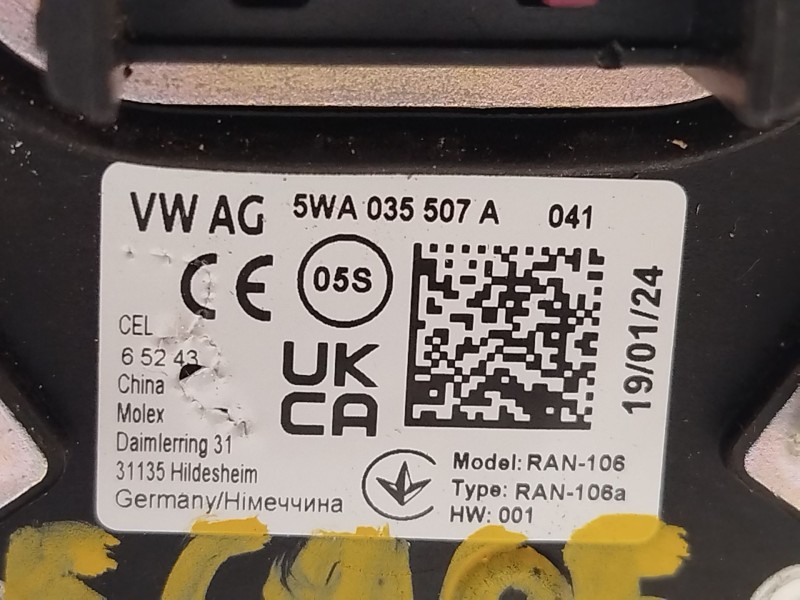 VW AG 5WA 035 507 A 041
CE 05S
CEL
6 52 43
China
Molex
Daimlerring 31
31135 Hildesheim
Germany/Німеччина
UK
CA
19/01/24
Model: RAN-106
Type: RAN-106a
HW: 001